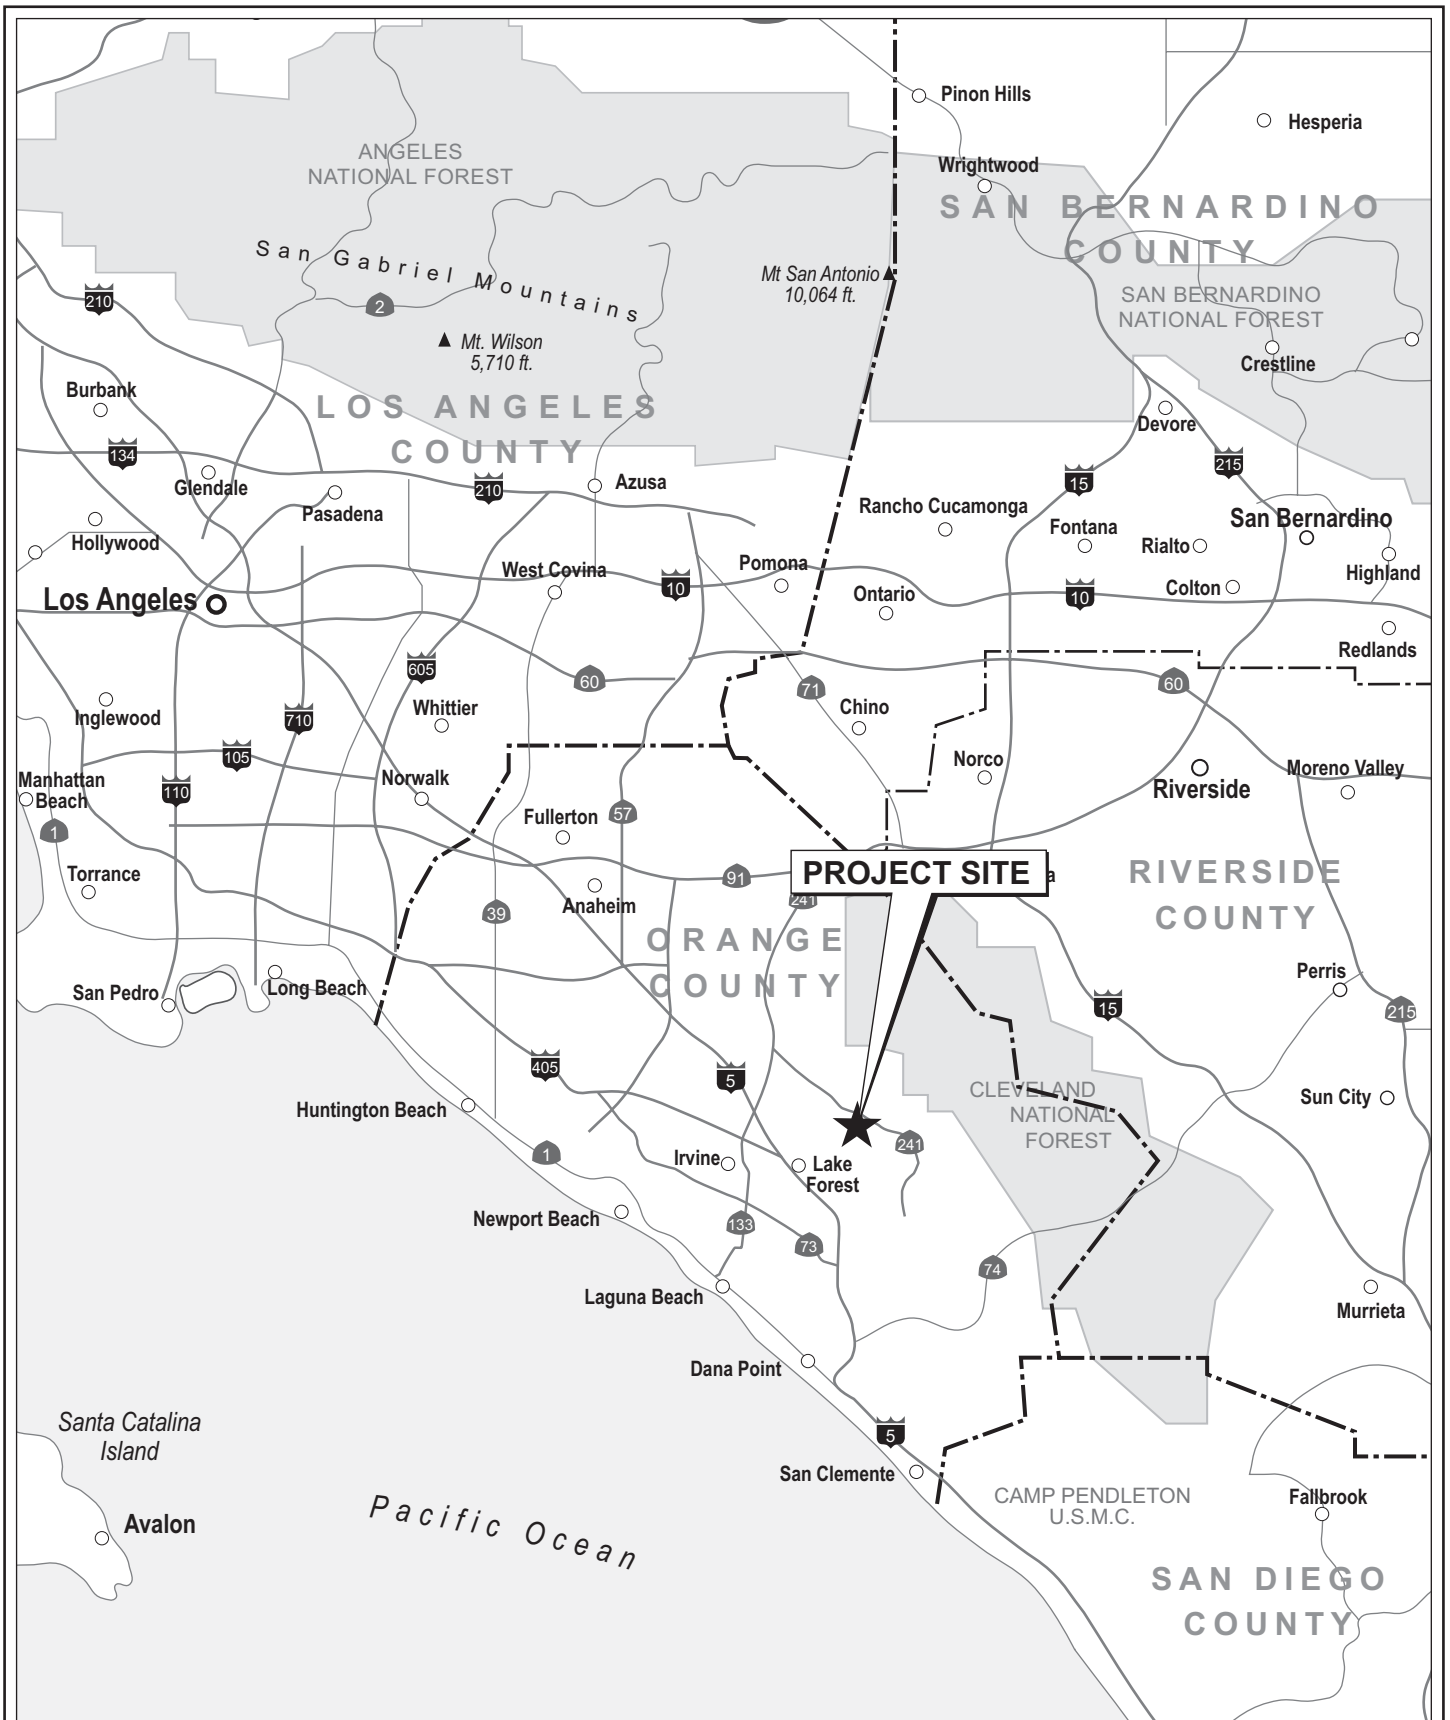 Pinon Hills
Hesperia
ANGELES
NATIONAL FOREST
Wrightwood
SAN BERNARDINO
COUNTY
San Gabriel Mountains
Mt San Antonio
10,064 ft.
210
2
SAN BERNARDINO
NATIONAL FOREST
Mt. Wilson
5,710 ft.
Crestline
Burbank
LOS ANGELES
COUNTY
Devore
134
215
Glendale
210
Azusa
15
Pasadena
Rancho Cucamonga
Fontana
San Bernardino
Hollywood
Rialto
West Covina
Pomona
Highland
10
Ontario
10
Colton
Los Angeles
Redlands
605
60
71
60
Inglewood
710
Whittier
Chino
105
Norco
Moreno Valley
Manhattan
Beach
110
Norwalk
Riverside
1
Fullerton
57
Torrance
91
PROJECT SITE
a
RIVERSIDE
COUNTY
39
Anaheim
241
ORANGE
COUNTY
Perris
San Pedro
Long Beach
15
215
405
5
CLEVELAND
NATIONAL
FOREST
Sun City
Huntington Beach
1
241
Irvine
Lake
Forest
Newport Beach
133
73
74
Laguna Beach
Murrieta
Dana Point
Santa Catalina
Island
5
San Clemente
CAMP PENDLETON
U.S.M.C.
Fallbrook
Avalon
Pacific Ocean
SAN DIEGO
COUNTY